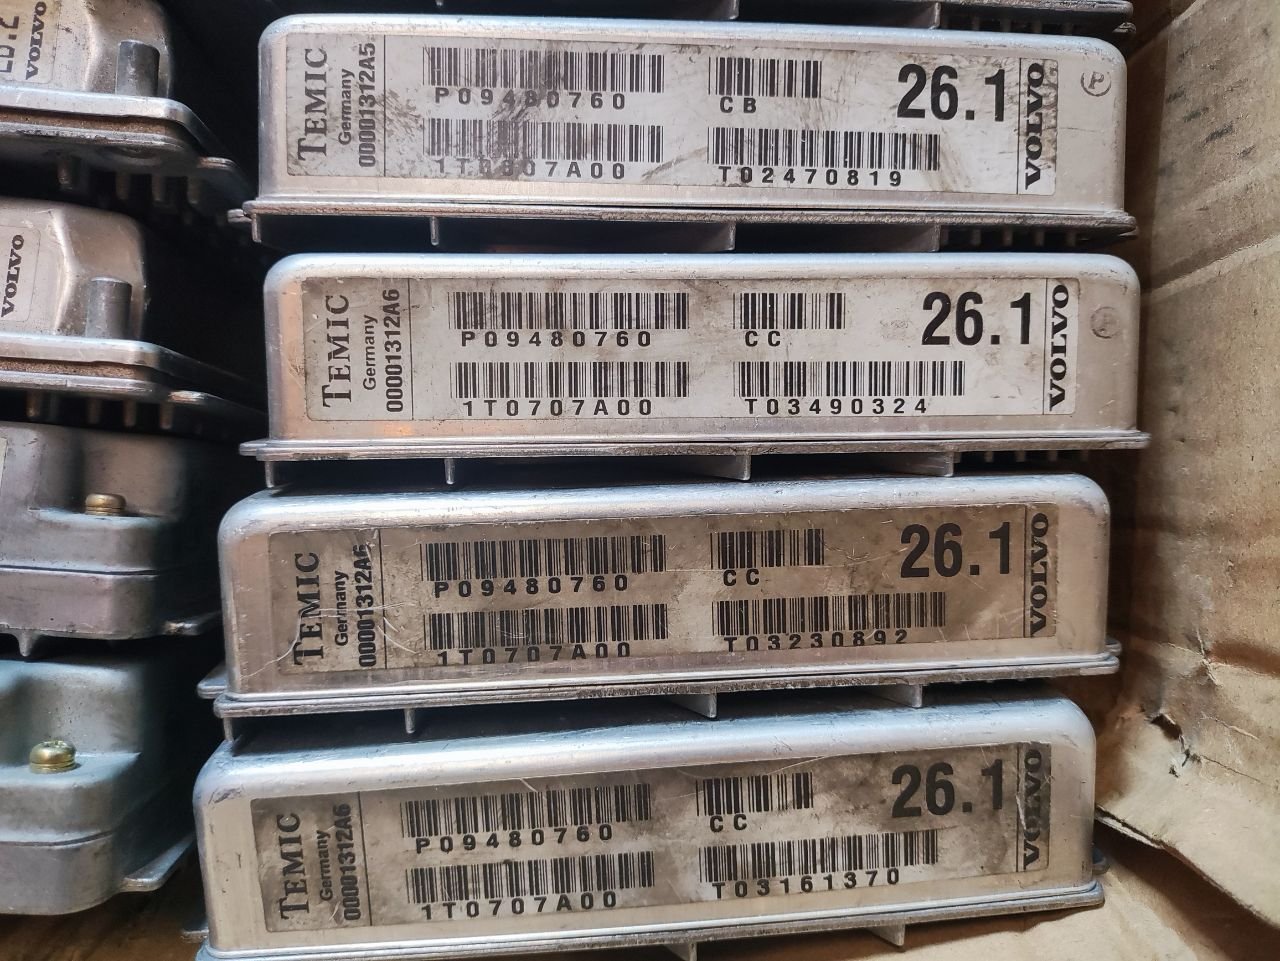 VOLVO
TEMIC
Germany
00001312A5
P09480760
CB
26.1
VOLVO
T02470819
VOLVO
TEMIC
Germany
00001312A6
P09480760
CC
26.1
VOLVO
1T0707A00
T03490324
TEMIC
Germany
00001312A6
P09480760
CC
26.1
VOLVO
1T0707A00
T03230892
TEMIC
Germany
00001312A6
P09480760
CC
26.1
VOLVO
1T0707A00
T03161370